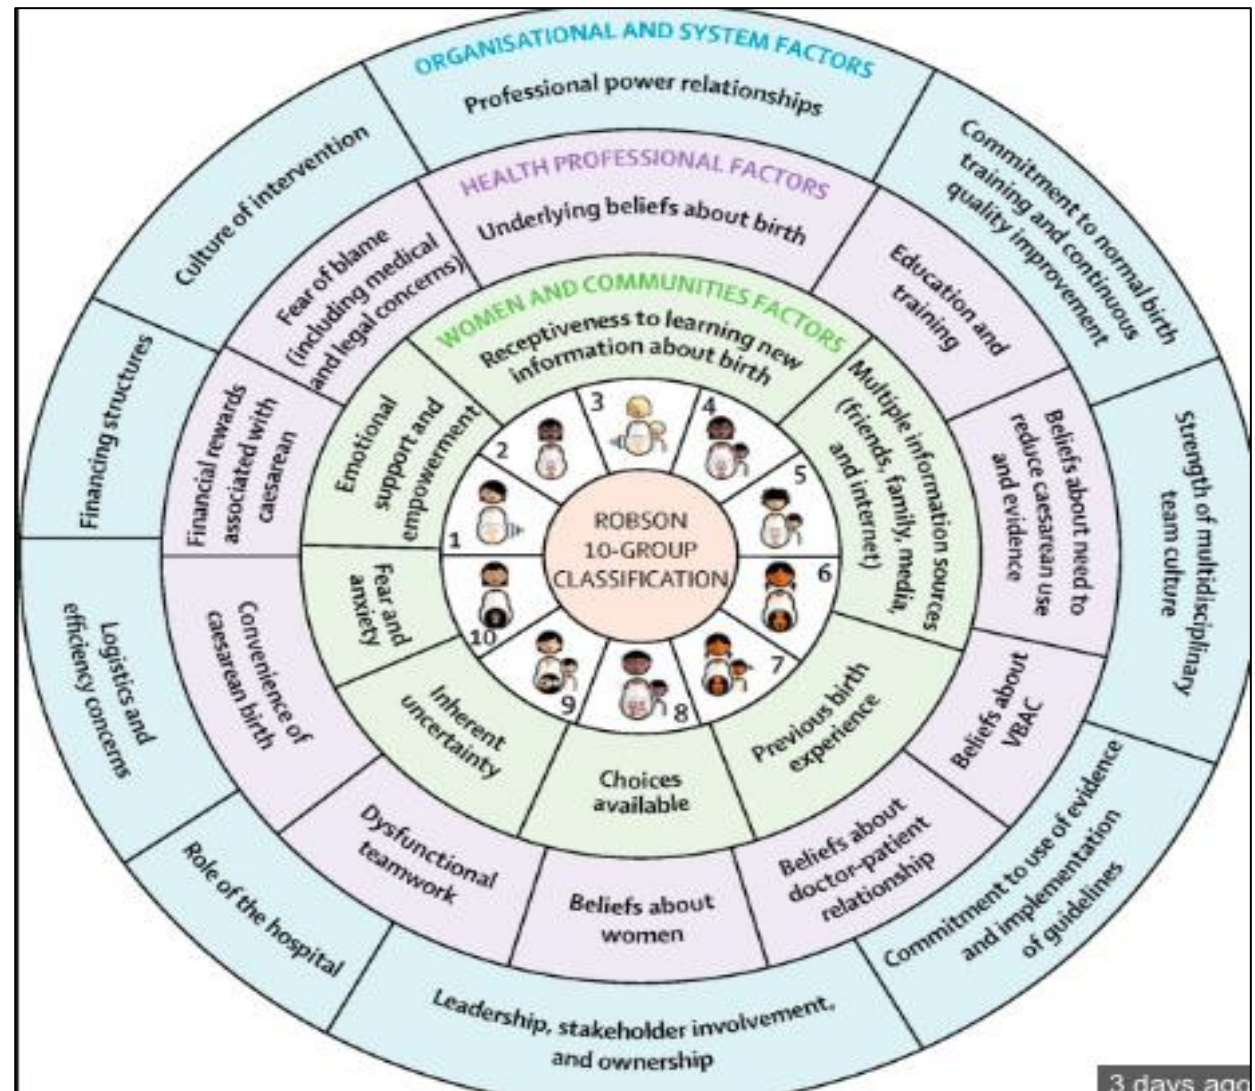 ORGANISATIONAL AND SYSTEM FACTORS
Professional power relationships
Commitment to normal birth
training and continuous
quality improvement
Strength of multidisciplinary
team culture
Commitment to use of evidence
and implementation
of guidelines
Leadership, stakeholder involvement,
and ownership
Role of the hospital
Logistics and
efficiency concerns
Financing structures
Culture of intervention
HEALTH PROFESSIONAL FACTORS
Underlying beliefs about birth
Education and
training
Beliefs about need to
reduce caesarean use
and evidence
Beliefs about
VBAC
Beliefs about
doctor-patient
relationship
Beliefs about
women
Dysfunctional
teamwork
Convenience of
caesarean birth
Financial rewards
associated with
caesarean
Fear of blame
(including medical
and legal concerns)
WOMEN AND COMMUNITIES FACTORS
Receptiveness to learning new
information about birth
Multiple information sources
(friends, family, media,
and internet)
Previous birth
experience
Choices
available
Inherent
uncertainty
Fear and
anxiety
Emotional
support and
empowerment
1
2
3
4
5
6
7
8
9
10
ROBSON
10-GROUP
CLASSIFICATION
3 days ago